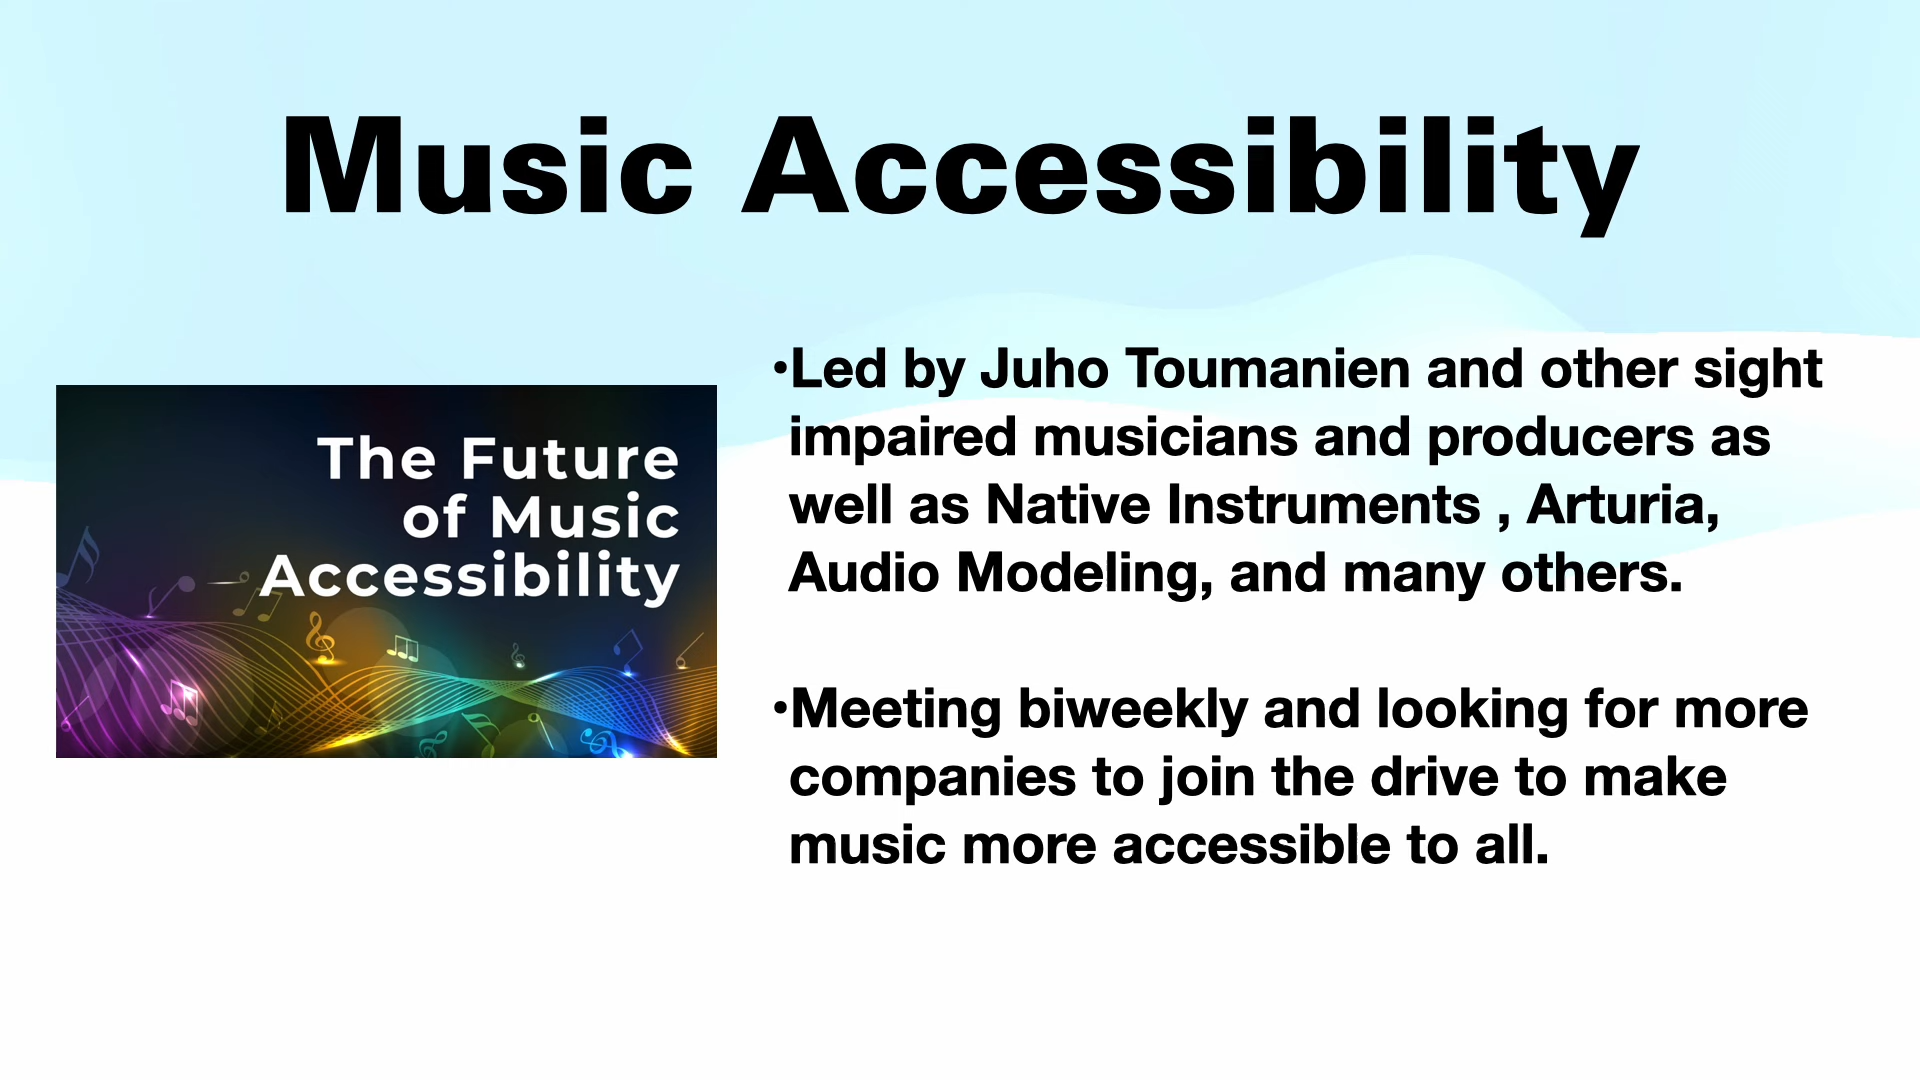 Music Accessibility
The Future
of Music
Accessibility
•Led by Juho Toumanien and other sight
impaired musicians and producers as
well as Native Instruments , Arturia,
Audio Modeling, and many others.
•Meeting biweekly and looking for more
companies to join the drive to make
music more accessible to all.